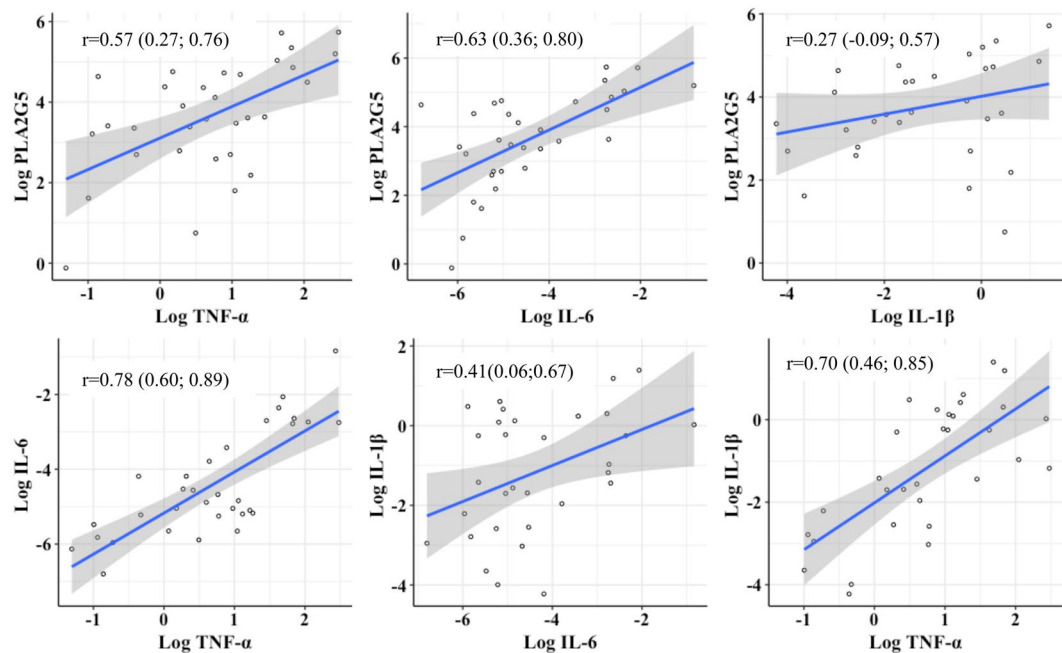 r=0.57 (0.27; 0.76)
Log PLA2G5
6
4
2
0
-1 0 1 2
Log TNF-α
r=0.63 (0.36; 0.80)
Log PLA2G5
6
4
2
0
-6 -4 -2
Log IL-6
r=0.27 (-0.09; 0.57)
Log PLA2G5
6
4
2
0
-4 -2 0
Log IL-1β
r=0.78 (0.60; 0.89)
Log IL-6
-2
-4
-6
-1 0 1 2
Log TNF-α
r=0.41(0.06;0.67)
Log IL-1β
2
0
-2
-4
-6 -4 -2
Log IL-6
r=0.70 (0.46; 0.85)
Log IL-1β
2
0
-2
-4
-1 0 1 2
Log TNF-α